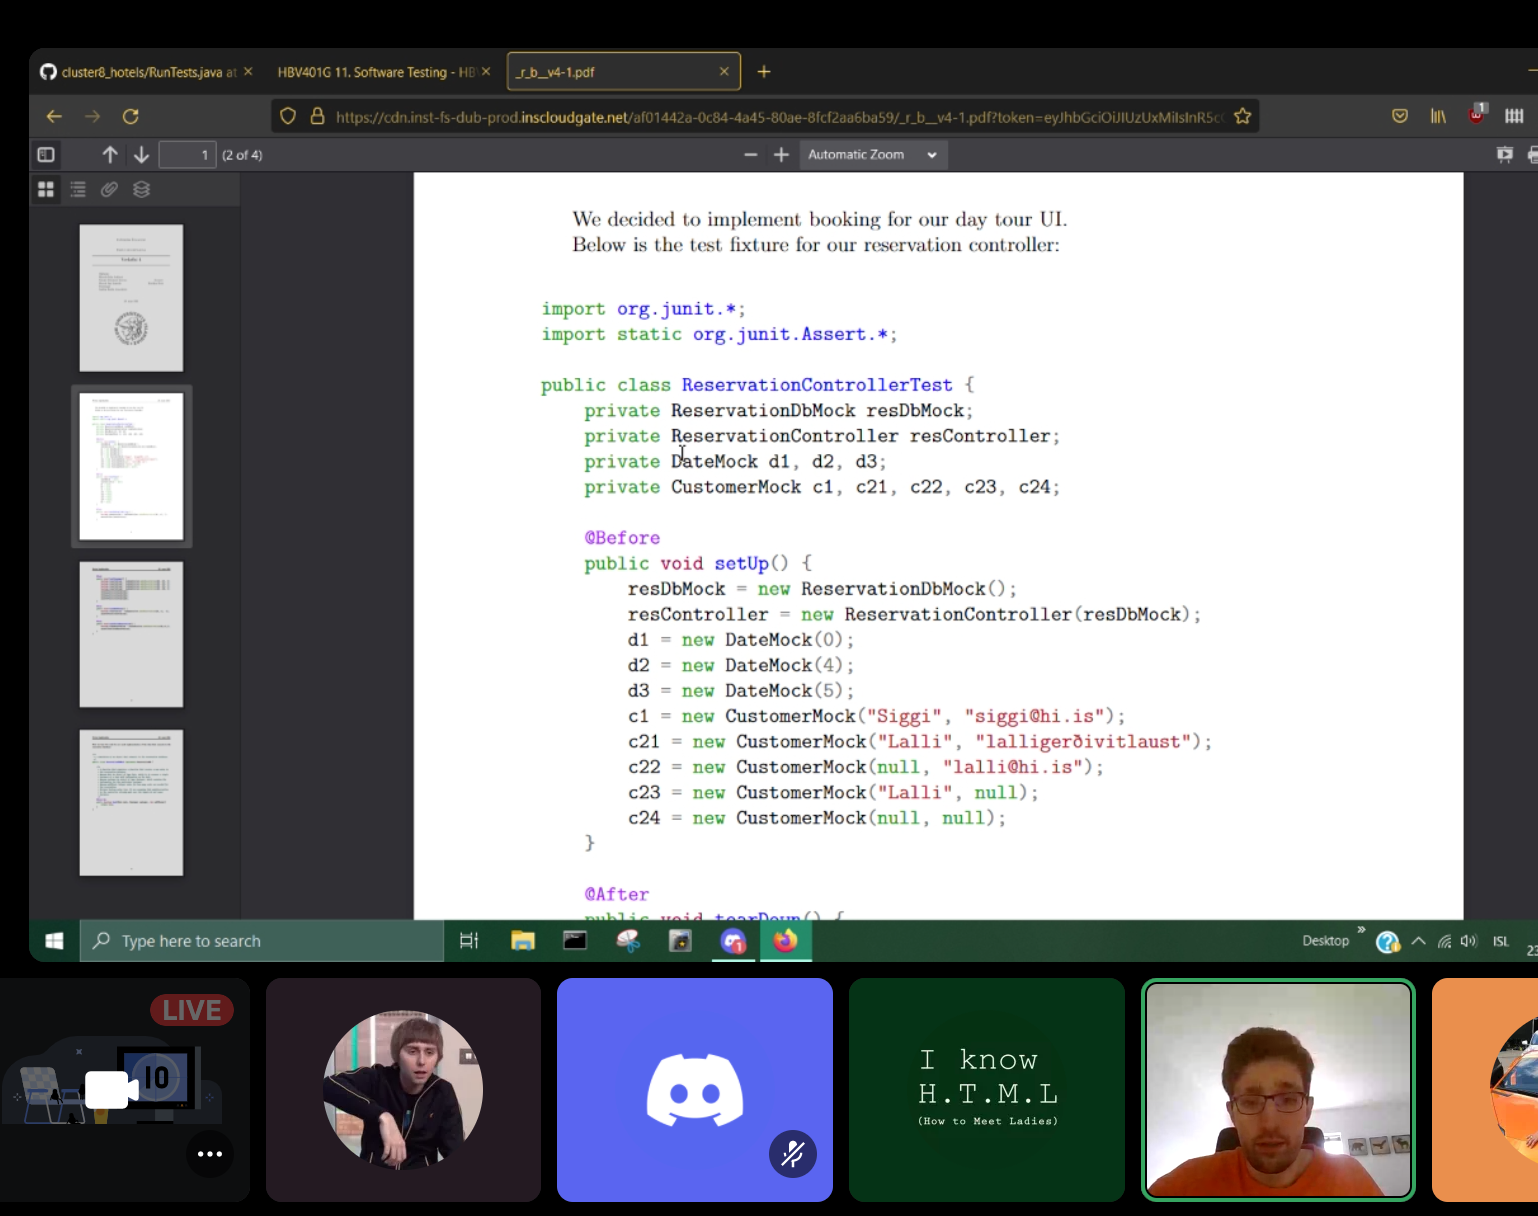 cluster8_hotels/RunTests.java at
HBV401G 11. Software Testing - HB
_r_b__v4-1.pdf
https://cdn.inst-fs-dub-prod.inscloudgate.net/af01442a-0c84-4a45-80ae-8fcf2aa6ba59/_r_b__v4-1.pdf?token=eyJhbGciOiJIUzUxMiIsInR5c
1
1 (2 of 4)
Automatic Zoom
We decided to implement booking for our day tour UI.
Below is the test fixture for our reservation controller:
import org.junit.*;
import static org.junit.Assert.*;
public class ReservationControllerTest {
private ReservationDbMock resDbMock;
private ReservationController resController;
private DateMock d1, d2, d3;
private CustomerMock c1, c21, c22, c23, c24;
@Before
public void setUp() {
resDbMock = new ReservationDbMock();
resController = new ReservationController(resDbMock);
d1 = new DateMock(0);
d2 = new DateMock(4);
d3 = new DateMock(5);
c1 = new CustomerMock("Siggi", "siggi@hi.is");
c21 = new CustomerMock("Lalli", "lalligerðivitlaust");
c22 = new CustomerMock(null, "lalli@hi.is");
c23 = new CustomerMock("Lalli", null);
c24 = new CustomerMock(null, null);
}
@After
public void tearDown() {
Type here to search
1
Desktop
ISL
23
LIVE
10
I know
H.T.M.L
(How to Meet Ladies)